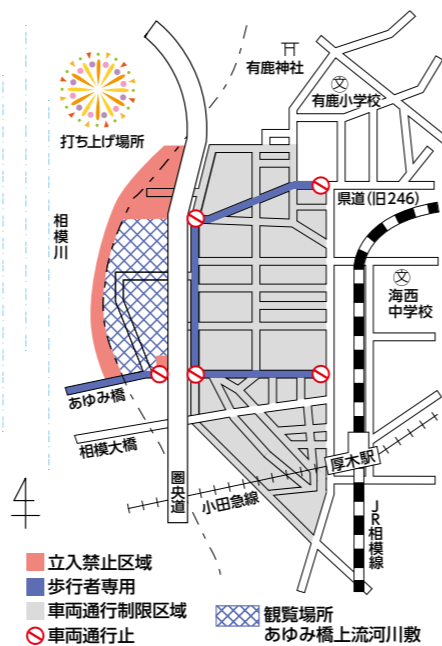 有鹿神社
文
有鹿小学校
打ち上げ場所
県道(旧246)
相模川
文
海西
中学校
あゆみ橋
相模大橋
圏央道
小田急線
厚木駅
JR相模線
立入禁止区域
歩行者専用
車両通行制限区域
車両通行止
観覧場所
あゆみ橋上流河川敷